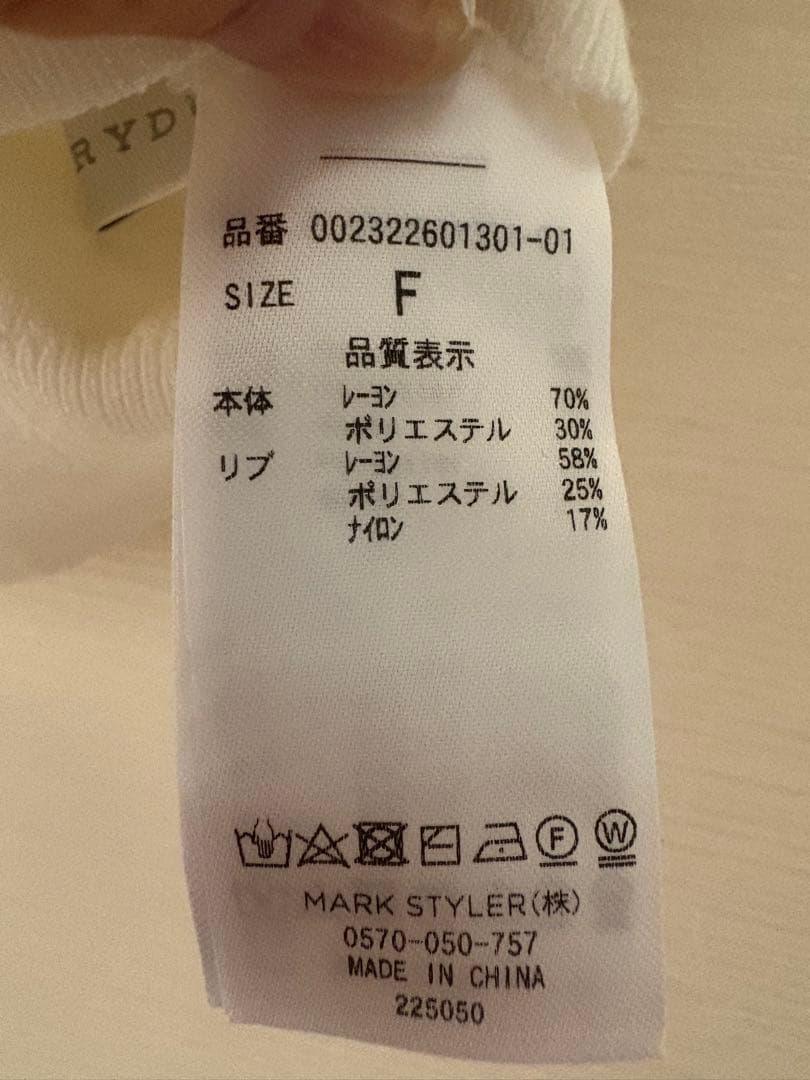 RYD
品番 002322601301-01
SIZE F
品質表示
本体 レーヨン 70%
ポリエステル 30%
リブ レーヨン 58%
ポリエステル 25%
ナイロン 17%
F W
MARK STYLER(株)
0570-050-757
MADE IN CHINA
225050